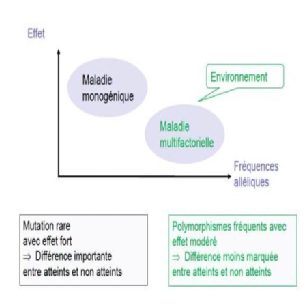 Effet
Maladie
monogénique
Environnement
Maladie
multifactorielle
Fréquences
alléliques
Mutation rare
avec effet fort
⇒ Différence importante
entre atteints et non atteints
Polymorphismes fréquents avec
effet modéré
⇒ Différence moins marquée
entre atteints et non atteints